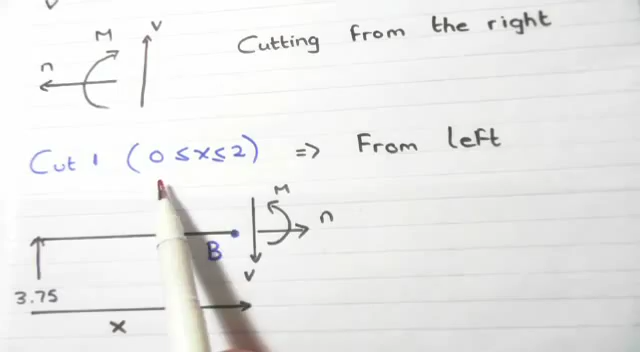 V
Cutting from the right
M
n
Cut 1 (0 ≤ x ≤ 2) => From left
M
n
B
V
3.75
x